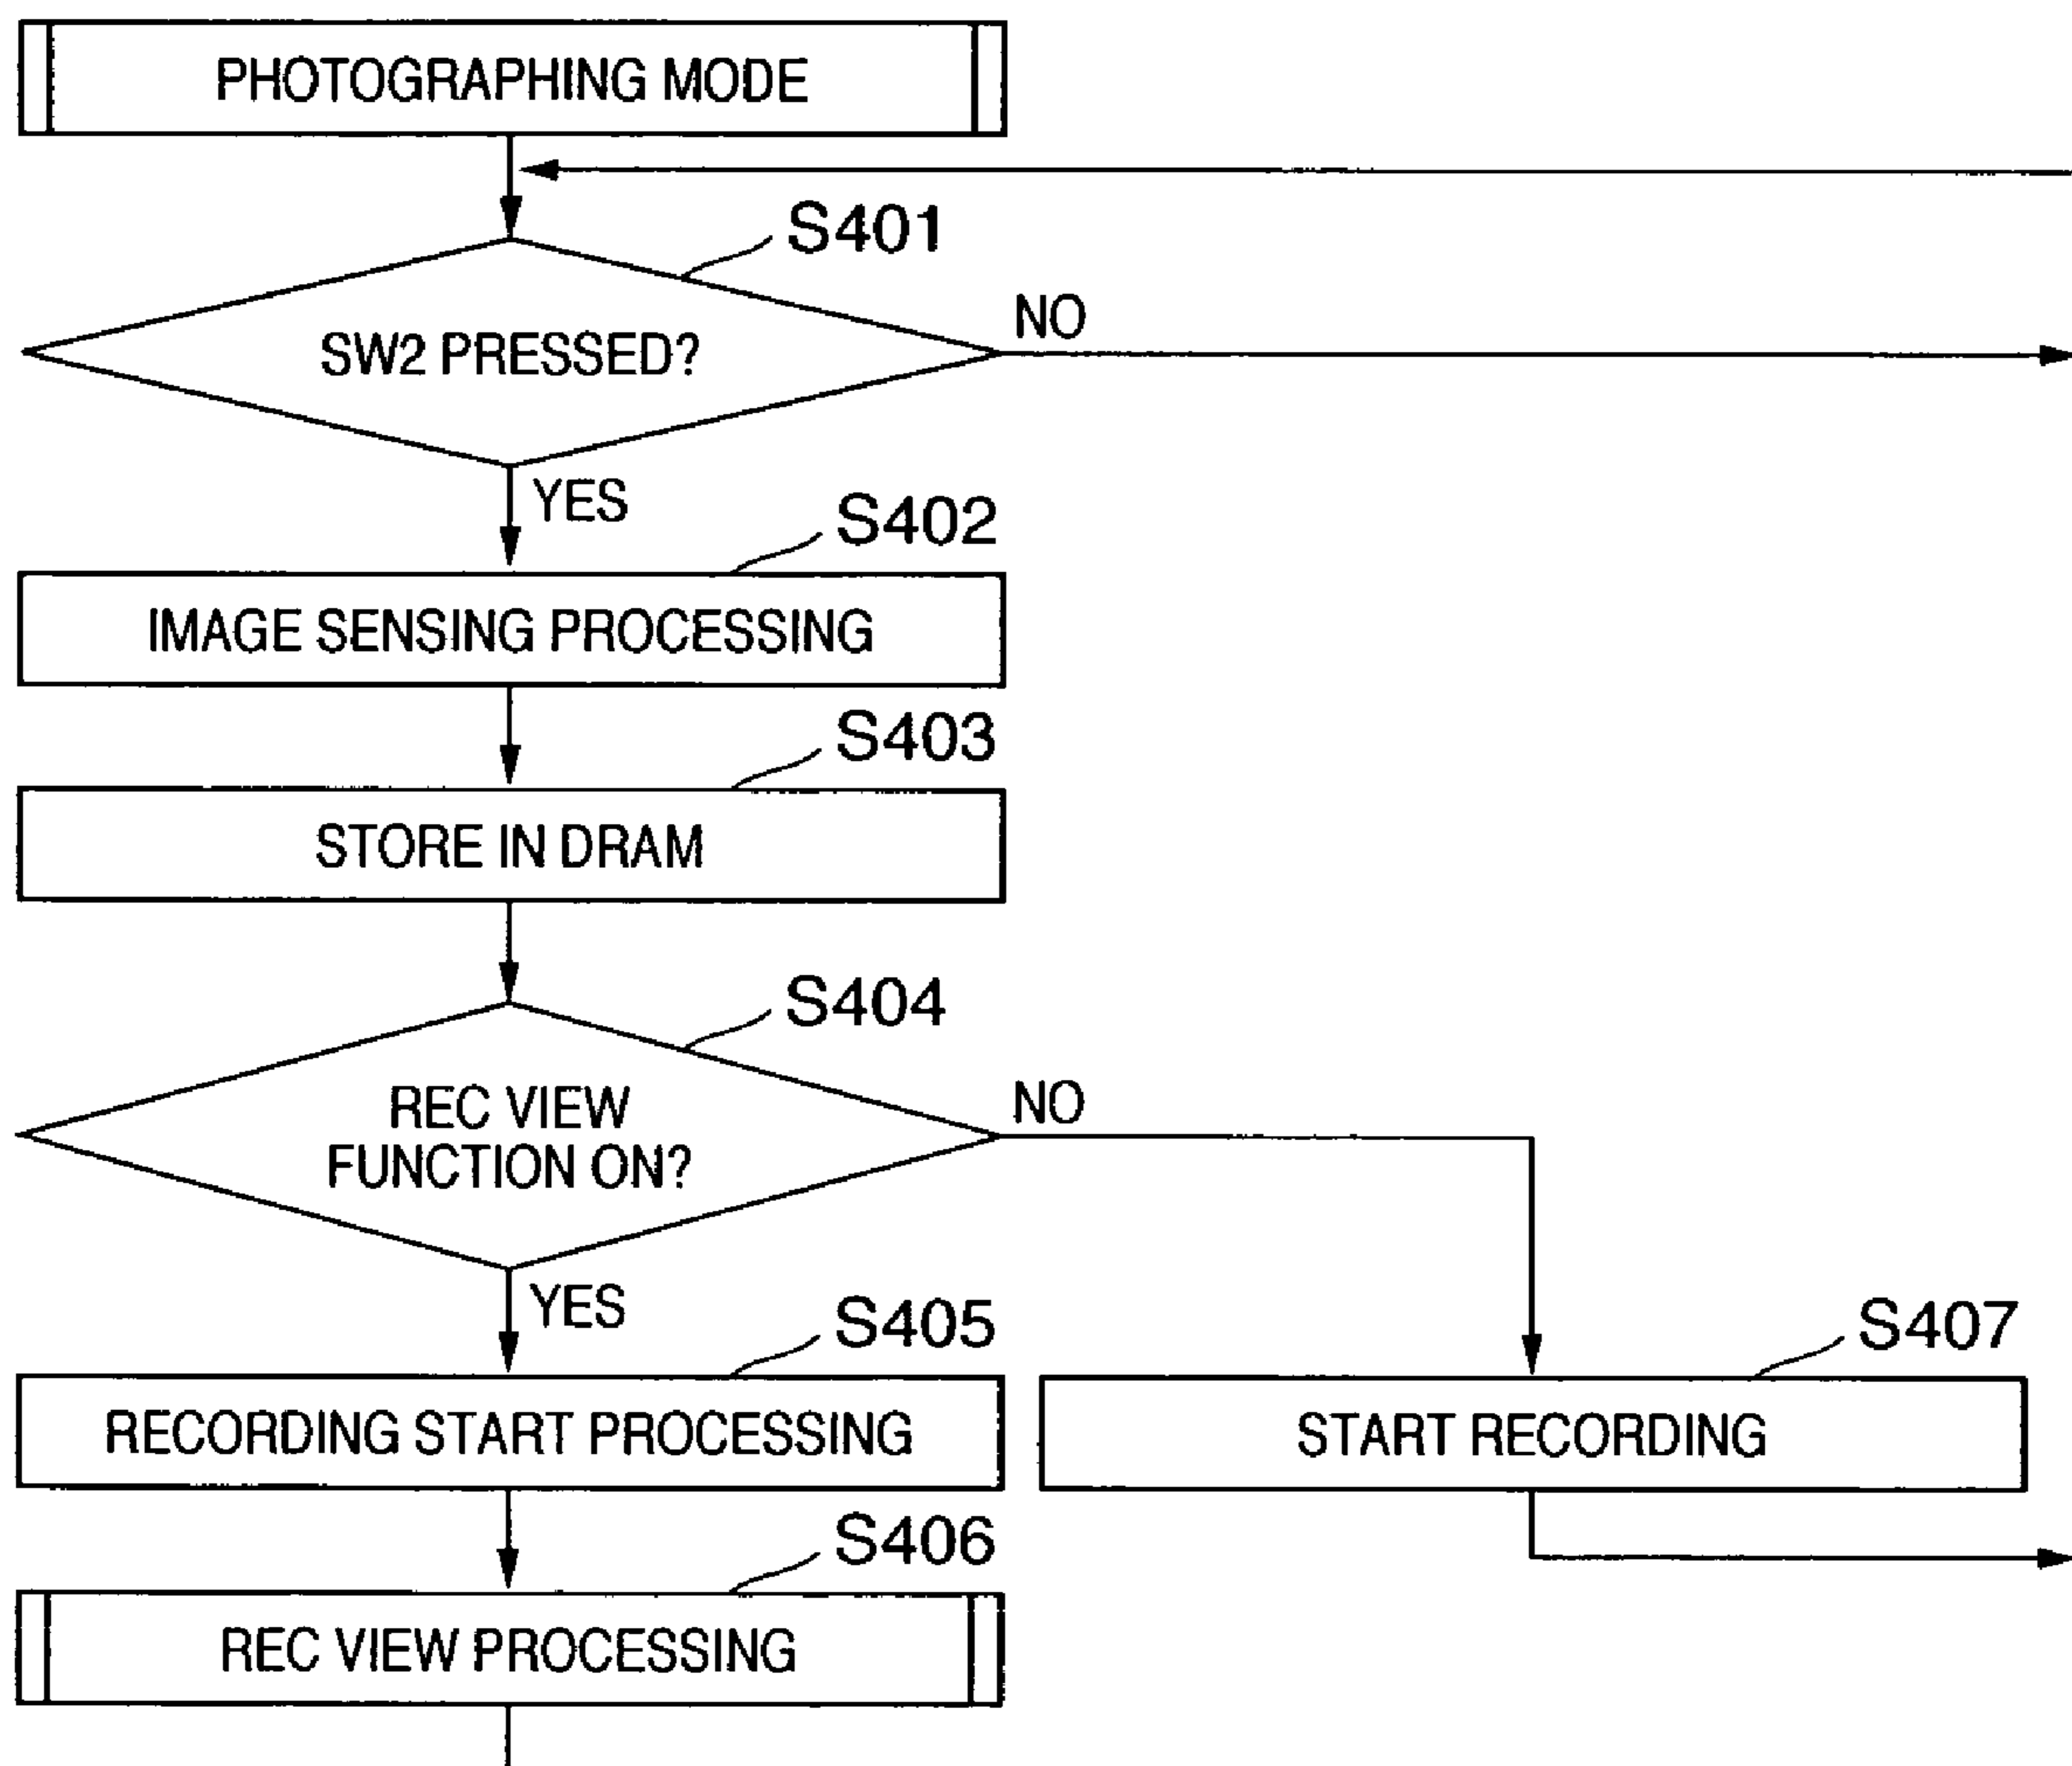 PHOTOGRAPHING MODE
S401
SW2 PRESSED?
NO
YES
S402
IMAGE SENSING PROCESSING
S403
STORE IN DRAM
S404
REC VIEW
FUNCTION ON?
NO
YES
S405
RECORDING START PROCESSING
S407
START RECORDING
S406
REC VIEW PROCESSING